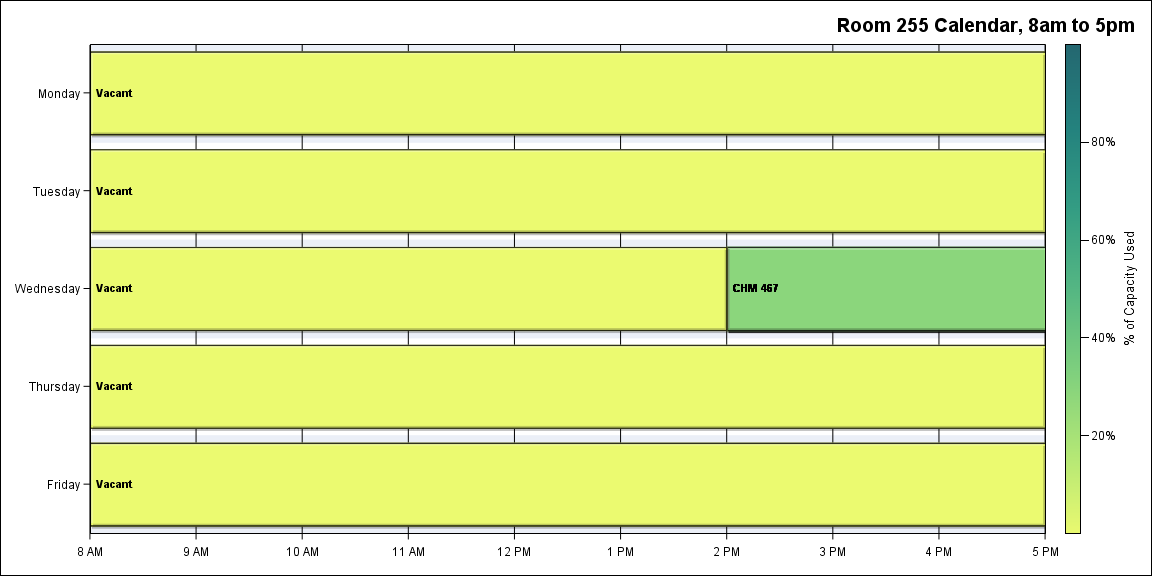 Room 255 Calendar, 8am to 5pm
Monday
Vacant
Tuesday
Vacant
Wednesday
Vacant
CHM 467
Thursday
Vacant
Friday
Vacant
8 AM 9 AM 10 AM 11 AM 12 PM 1 PM 2 PM 3 PM 4 PM 5 PM
80%
60%
40%
20%
% of Capacity Used